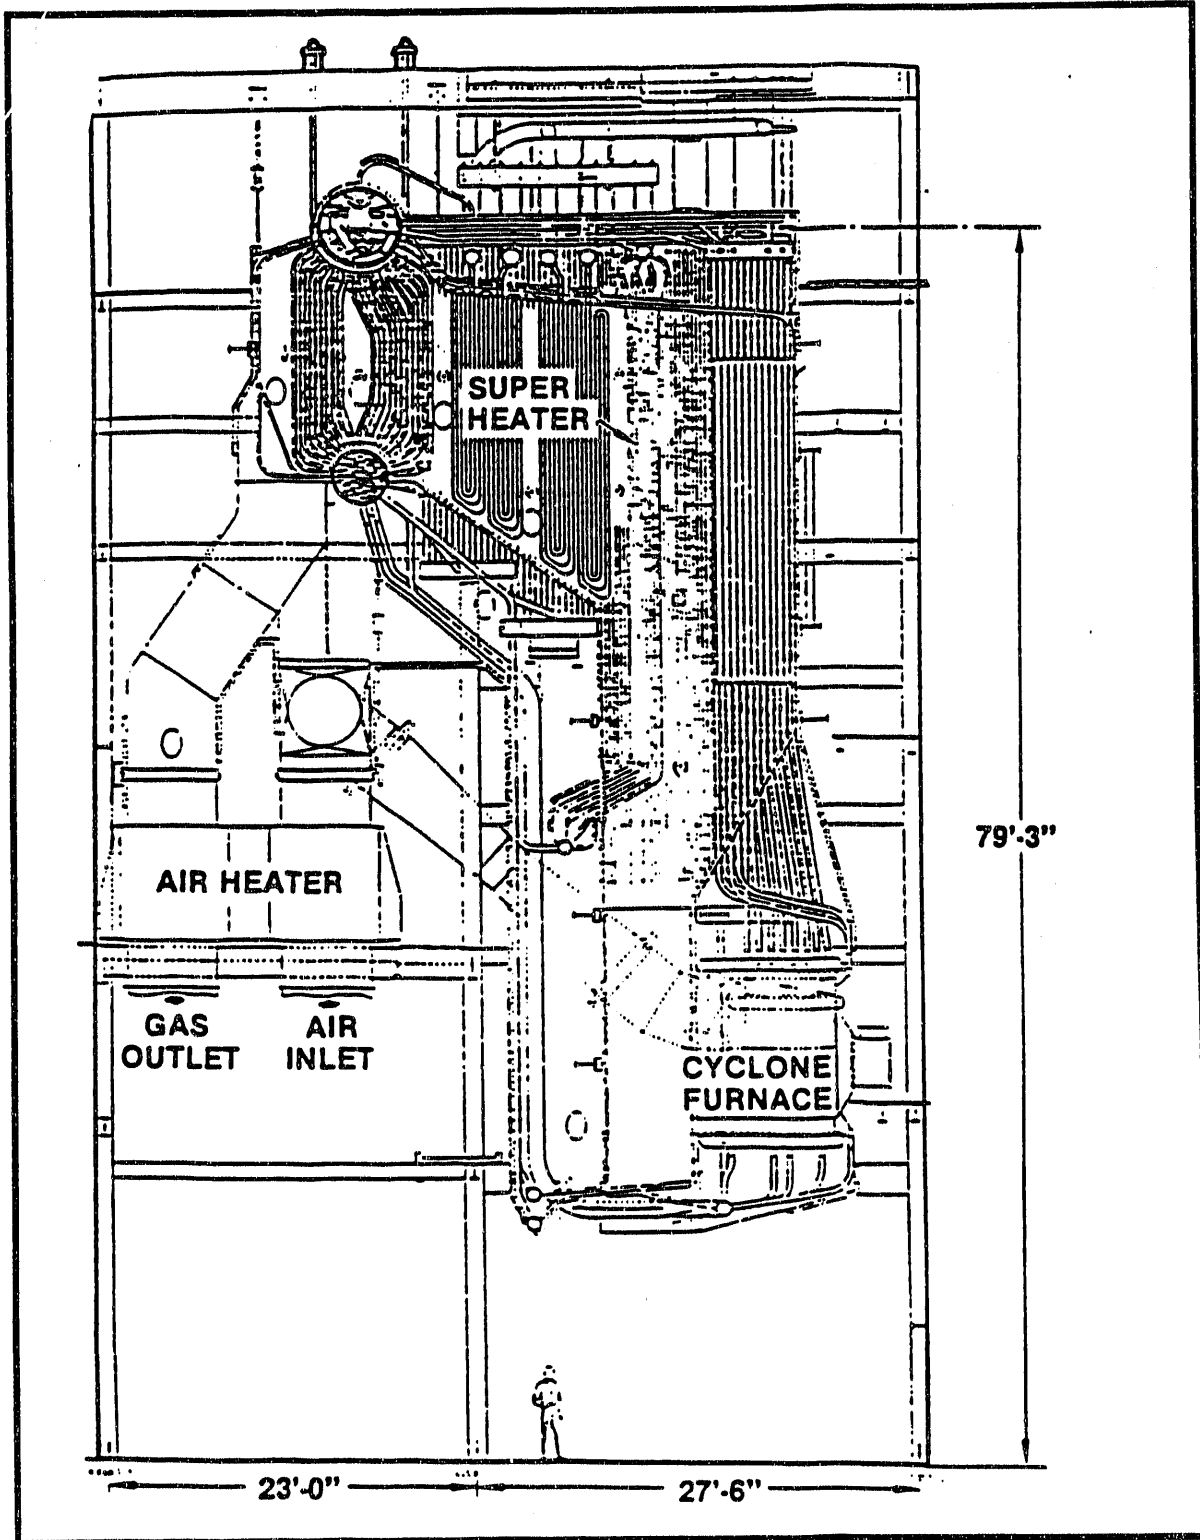 SUPER
HEATER
79'-3"
AIR HEATER
GAS
OUTLET
AIR
INLET
CYCLONE
FURNACE
23'-0"
27'-6"